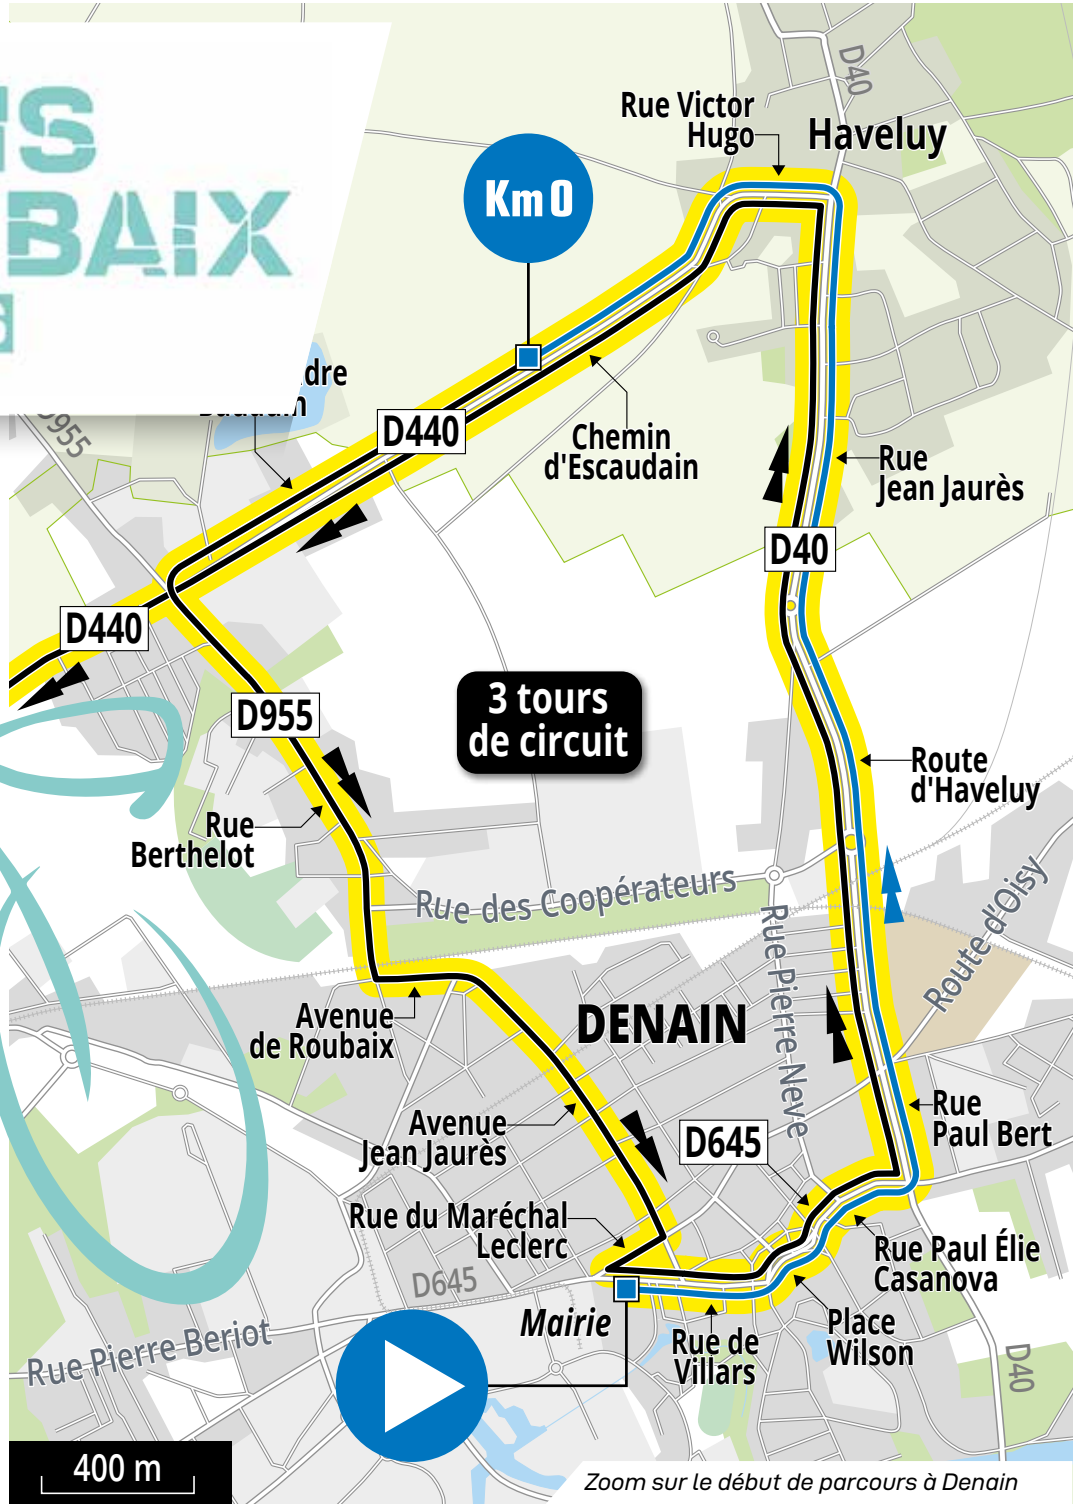 BAIX
D40
Rue Victor
Hugo
Haveluy
Km 0
D955
D440
Chemin
d'Escaudain
Rue
Jean Jaurès
D40
D440
3 tours
de circuit
D955
Route
d'Haveluy
Rue
Berthelot
Rue des Coopérateurs
Route d'Oisy
Rue Pierre Neve
Avenue
de Roubaix
DENAIN
Avenue
Jean Jaurès
D645
Rue
Paul Bert
Rue du Maréchal
Leclerc
Rue Paul Élie
Casanova
D645
Mairie
Place
Wilson
Rue de
Villars
Rue Pierre Beriot
D40
400 m
Zoom sur le début de parcours à Denain